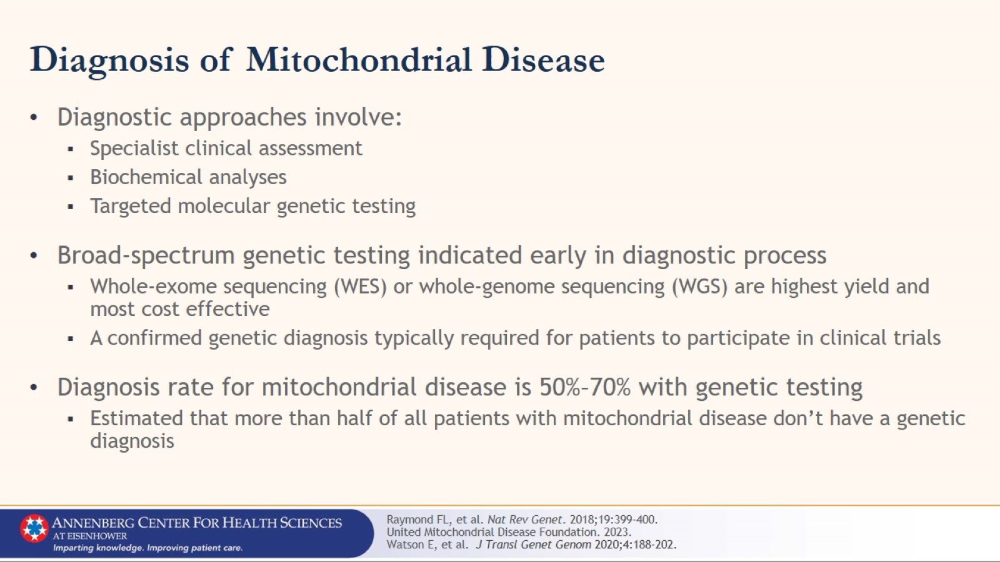 Diagnosis of Mitochondrial Disease
• Diagnostic approaches involve:
▪ Specialist clinical assessment
▪ Biochemical analyses
▪ Targeted molecular genetic testing
• Broad-spectrum genetic testing indicated early in diagnostic process
▪ Whole-exome sequencing (WES) or whole-genome sequencing (WGS) are highest yield and
most cost effective
▪ A confirmed genetic diagnosis typically required for patients to participate in clinical trials
• Diagnosis rate for mitochondrial disease is 50%-70% with genetic testing
▪ Estimated that more than half of all patients with mitochondrial disease don’t have a genetic
diagnosis
ANNENBERG CENTER FOR HEALTH SCIENCES
AT EISENHOWER
Imparting knowledge. Improving patient care.
Raymond FL, et al. Nat Rev Genet. 2018;19:399-400.
United Mitochondrial Disease Foundation. 2023.
Watson E, et al. J Transl Genet Genom 2020;4:188-202.